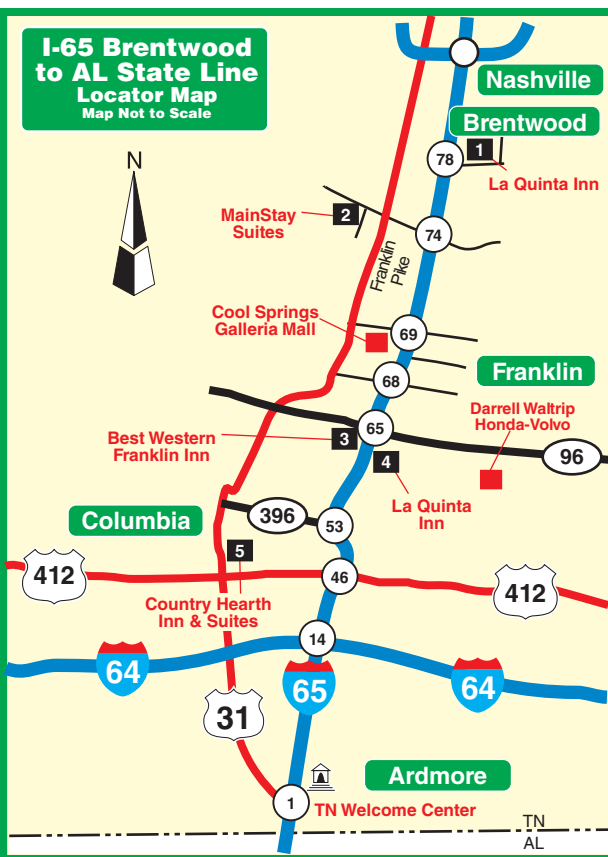 I-65 Brentwood
to AL State Line
Locator Map
Map Not to Scale
Nashville
Brentwood
N
78
1
La Quinta Inn
MainStay
Suites
2
74
Franklin
Pike
Cool Springs
Galleria Mall
69
68
Franklin
Darrell Waltrip
Honda-Volvo
65
Best Western
Franklin Inn
3
4
96
La Quinta
Inn
Columbia
396
53
5
412
46
412
Country Hearth
Inn & Suites
14
64
65
64
31
Ardmore
1
TN Welcome Center
TN
AL